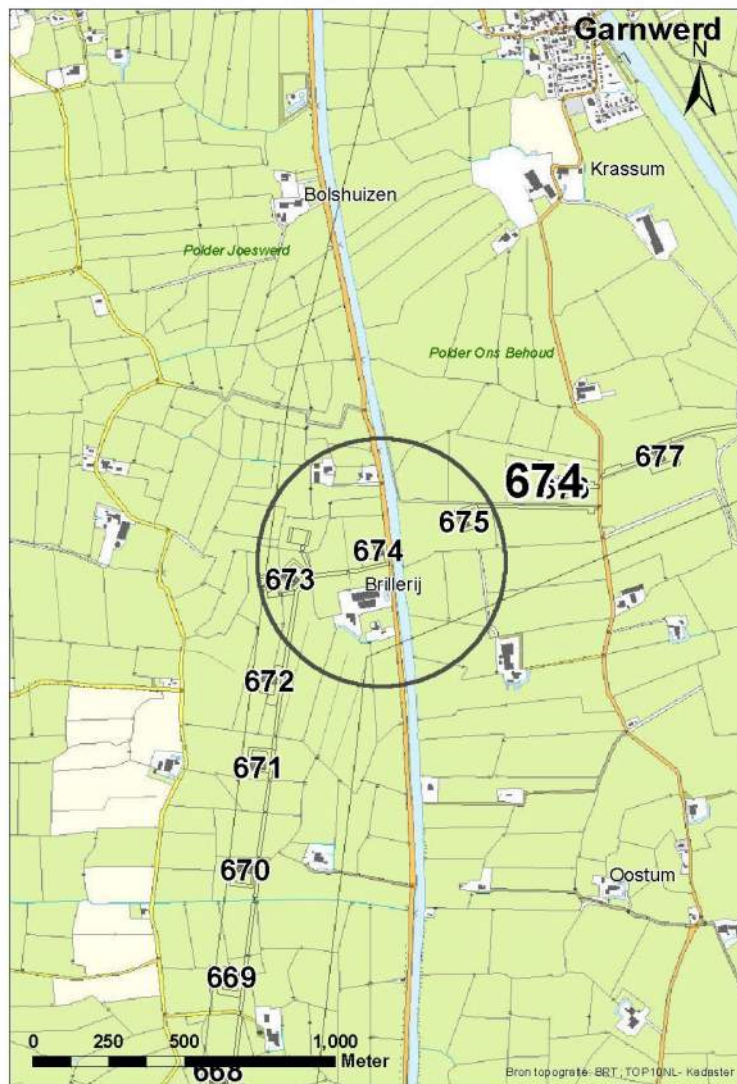 Garnwerd
N
Krassum
Bolshuizen
Polder Joeswerd
Polder Ons Behoud
677
674
675
674
673
Brillerij
672
671
670
Oostum
669
668
0 250 500 1,000
Meter
Bron topografie: BRT, TOP10NL- Kadaster